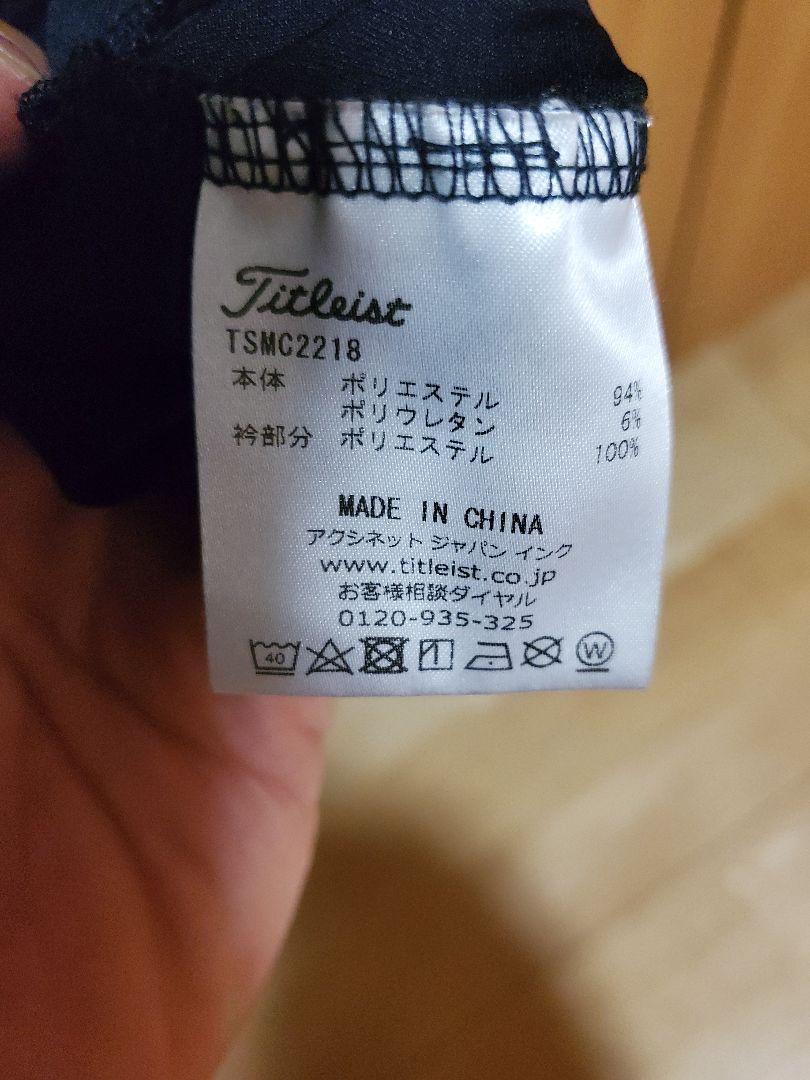 Titleist
TSMC2218
本体 ポリエステル 94%
ポリウレタン 6%
衿部分 ポリエステル 100%
MADE IN CHINA
アクシネット ジャパン インク
www.titleist.co.jp
お客様相談ダイヤル
0120-935-325
40 W